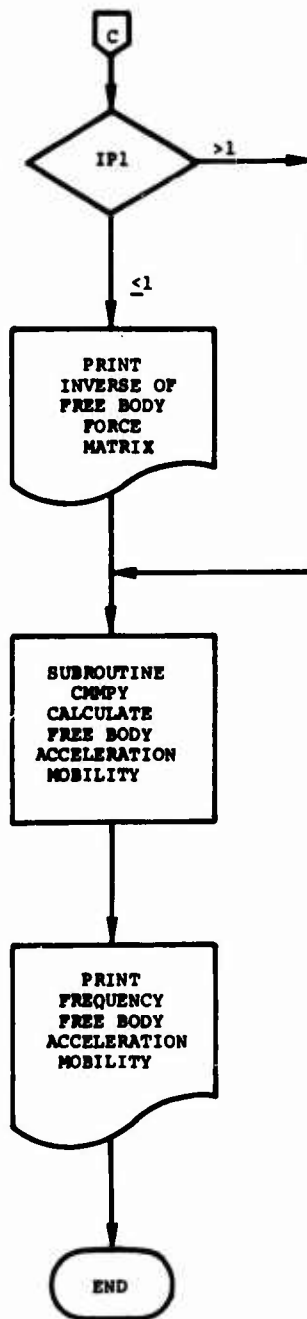 C
IP1
>1
≤1
PRINT
INVERSE OF
FREE BODY
FORCE
MATRIX
SUBROUTINE
CMMPY
CALCULATE
FREE BODY
ACCELERATION
MOBILITY
PRINT
FREQUENCY
FREE BODY
ACCELERATION
MOBILITY
END